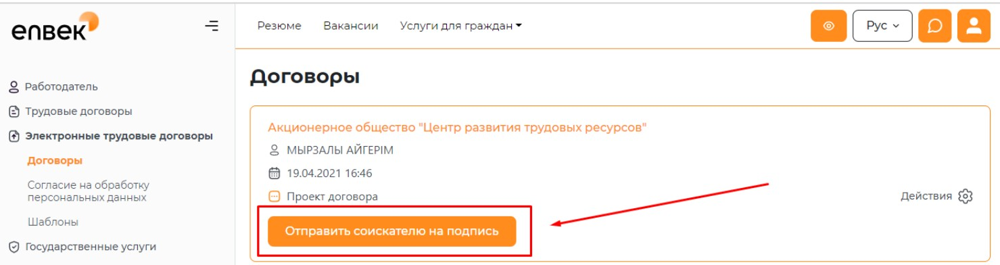 enbek
Резюме Вакансии Услуги для граждан
Рус
Работодатель
Трудовые договоры
Электронные трудовые договоры
Договоры
Согласие на обработку
персональных данных
Шаблоны
Государственные услуги
Договоры
Акционерное общество "Центр развития трудовых ресурсов"
МЫРЗАЛЫ АЙГЕРІМ
19.04.2021 16:46
Проект договора
Действия
Отправить соискателю на подпись